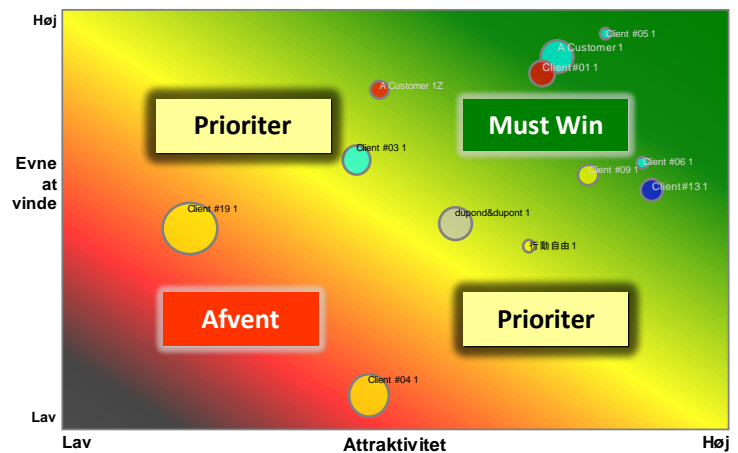 Høj
Client #05 1
A Customer 1
Client #01 1
A Customer 1Z
Prioriter
Must Win
Client #03 1
Evne
at
vinde
Client #06 1
Client #09 1
Client #13 1
Client #19 1
dupond&dupont 1
行動自由 1
Afvent
Prioriter
Client #04 1
Lav
Lav
Attraktivitet
Høj